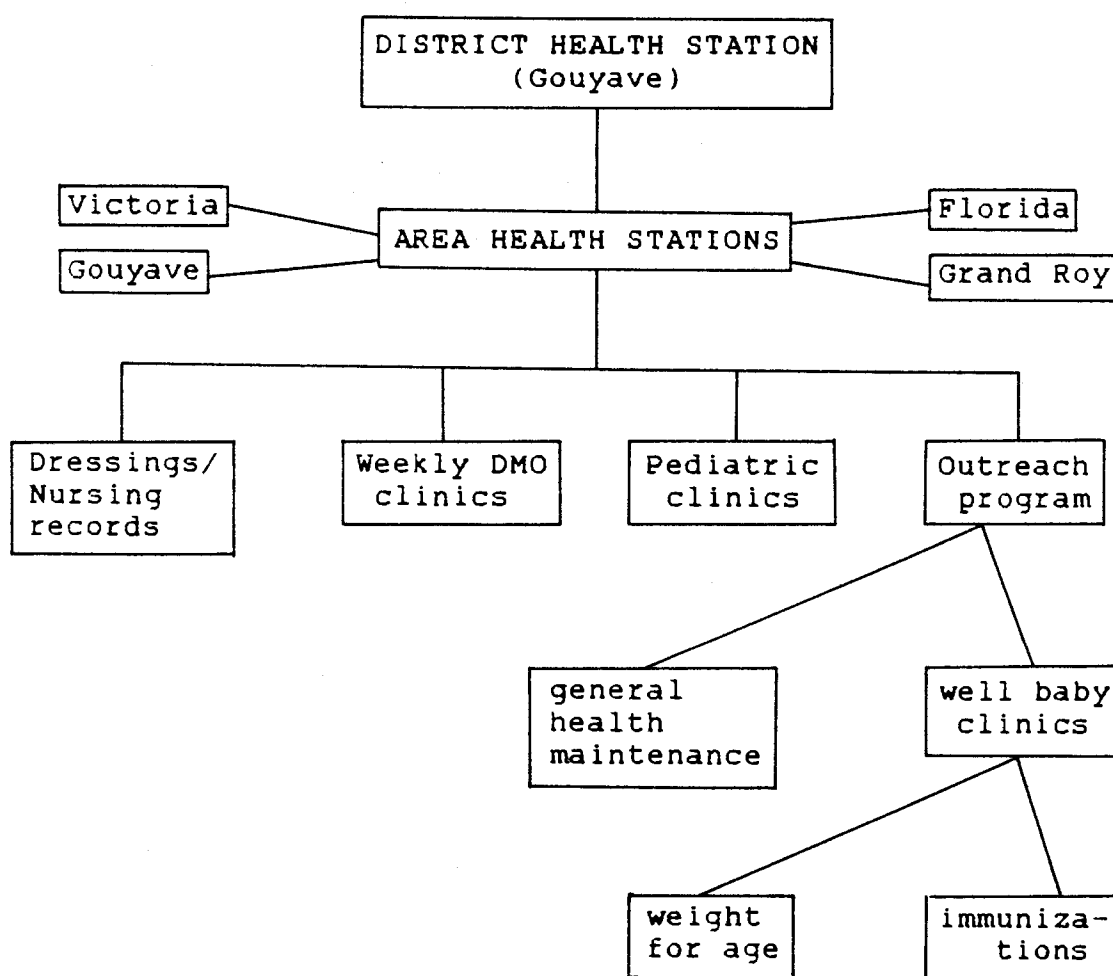 DISTRICT HEALTH STATION
(Gouyave)
Victoria
Florida
AREA HEALTH STATIONS
Gouyave
Grand Roy
Dressings/
Nursing
records
Weekly DMO
clinics
Pediatric
clinics
Outreach
program
general
health
maintenance
well baby
clinics
weight
for age
immuniza-
tions